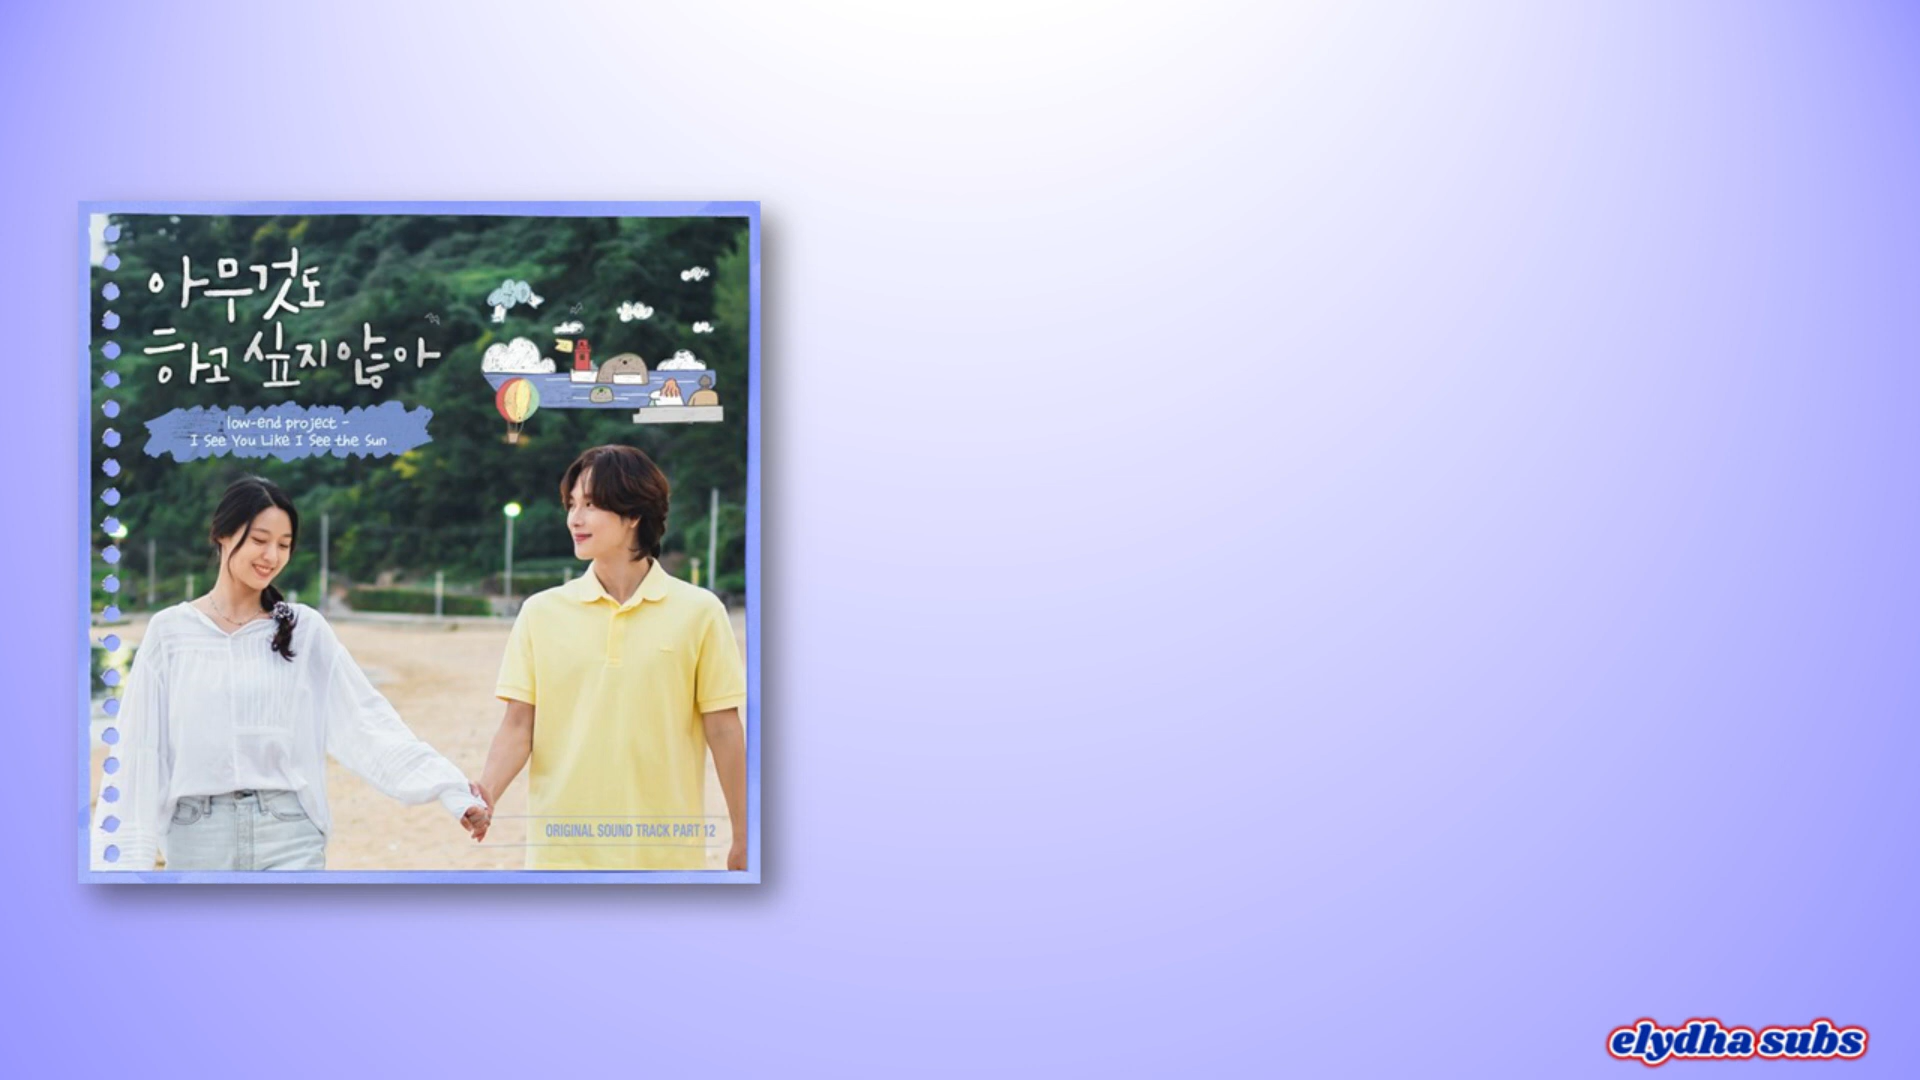 아무것도
하고 싶지 않아
low-end project -
I See You Like I See the Sun
ORIGINAL SOUND TRACK PART 12
elydha subs